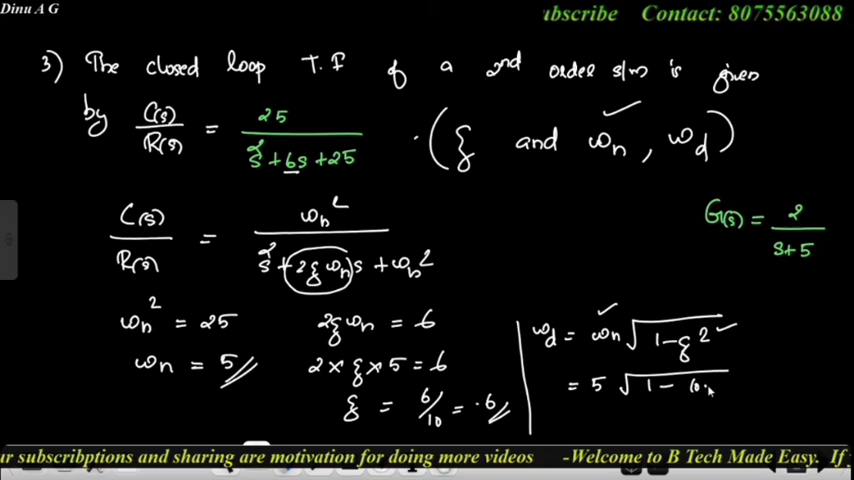 Dinu A G
ubscribe Contact: 8075563088
3) The closed loop T.F of a 2nd order s/m is given
by C(s)/R(s) = 25/(s² + 6s + 25) · (ξ and ωn, ωd)
C(s)/R(s) = ωn²/(s² + 2ξωns + ωn²)
G(s) = 2/(s+5)
ωn² = 25
ωn = 5
2ξωn = 6
2 × ξ × 5 = 6
ξ = 6/10 = .6
ωd = ωn √(1 - ξ2)
= 5 √(1 - (0.
ur subscribptions and sharing are motivation for doing more videos -Welcome to B Tech Made Easy. If y